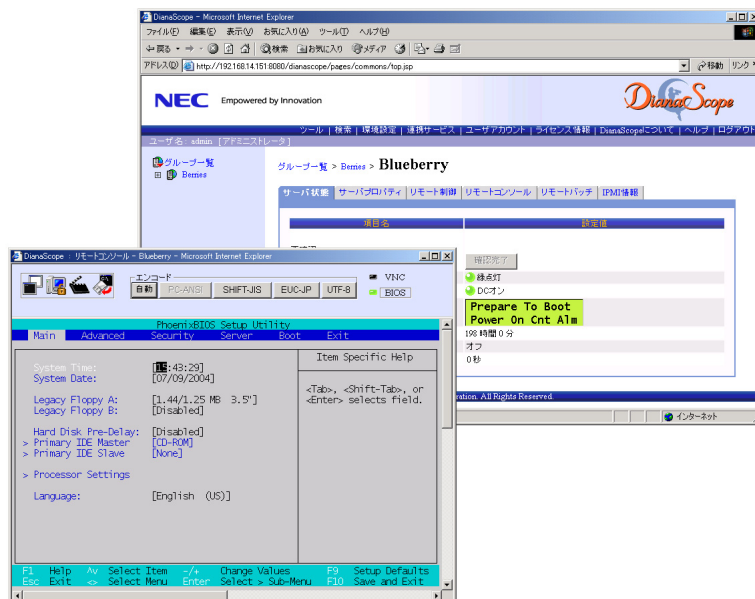 DianaScope - Microsoft Internet Explorer
ファイル(F) 編集(E) 表示(V) お気に入り(A) ツール(T) ヘルプ(H)
戻る 検索 お気に入り メディア
アドレス(D) http://192.168.14.151:8080/dianascope/pages/commons/top.jsp 移動 リンク
NEC Empowered by Innovation DianaScope
ツール | 検索 | 環境設定 | 連携サービス | ユーザアカウント | ライセンス情報 | DianaScopeについて | ヘルプ | ログアウト
ユーザ名: admin [アドミニストレータ]
グループ一覧
Berries
グループ一覧 > Berries > Blueberry
サーバ状態 サーバプロパティ リモート制御 リモートコンソール リモートバッチ IPMI情報
項目名 設定値
確認完了
緑点灯
DCオン
Prepare To Boot
Power On Cnt Alm
198 時間 0 分
オフ
0 秒
ration. All Rights Reserved.
インターネット
DianaScope : リモートコンソール - Blueberry - Microsoft Internet Explorer
エンコード
自動 PC-ANSI SHIFT-JIS EUC-JP UTF-8
VNC
BIOS
PhoenixBIOS Setup Utility
Main Advanced Security Server Boot Exit
Item Specific Help
System Time: [15:43:29]
System Date: [07/09/2004]
<Tab>, <Shift-Tab>, or
<Enter> selects field.
Legacy Floppy A: [1.44/1.25 MB 3.5"]
Legacy Floppy B: [Disabled]
Hard Disk Pre-Delay: [Disabled]
> Primary IDE Master [CD-ROM]
> Primary IDE Slave [None]
> Processor Settings
Language: [English (US)]
F1 Help ^v Select Item -/+ Change Values F9 Setup Defaults
Esc Exit <> Select Menu Enter Select > Sub-Menu F10 Save and Exit